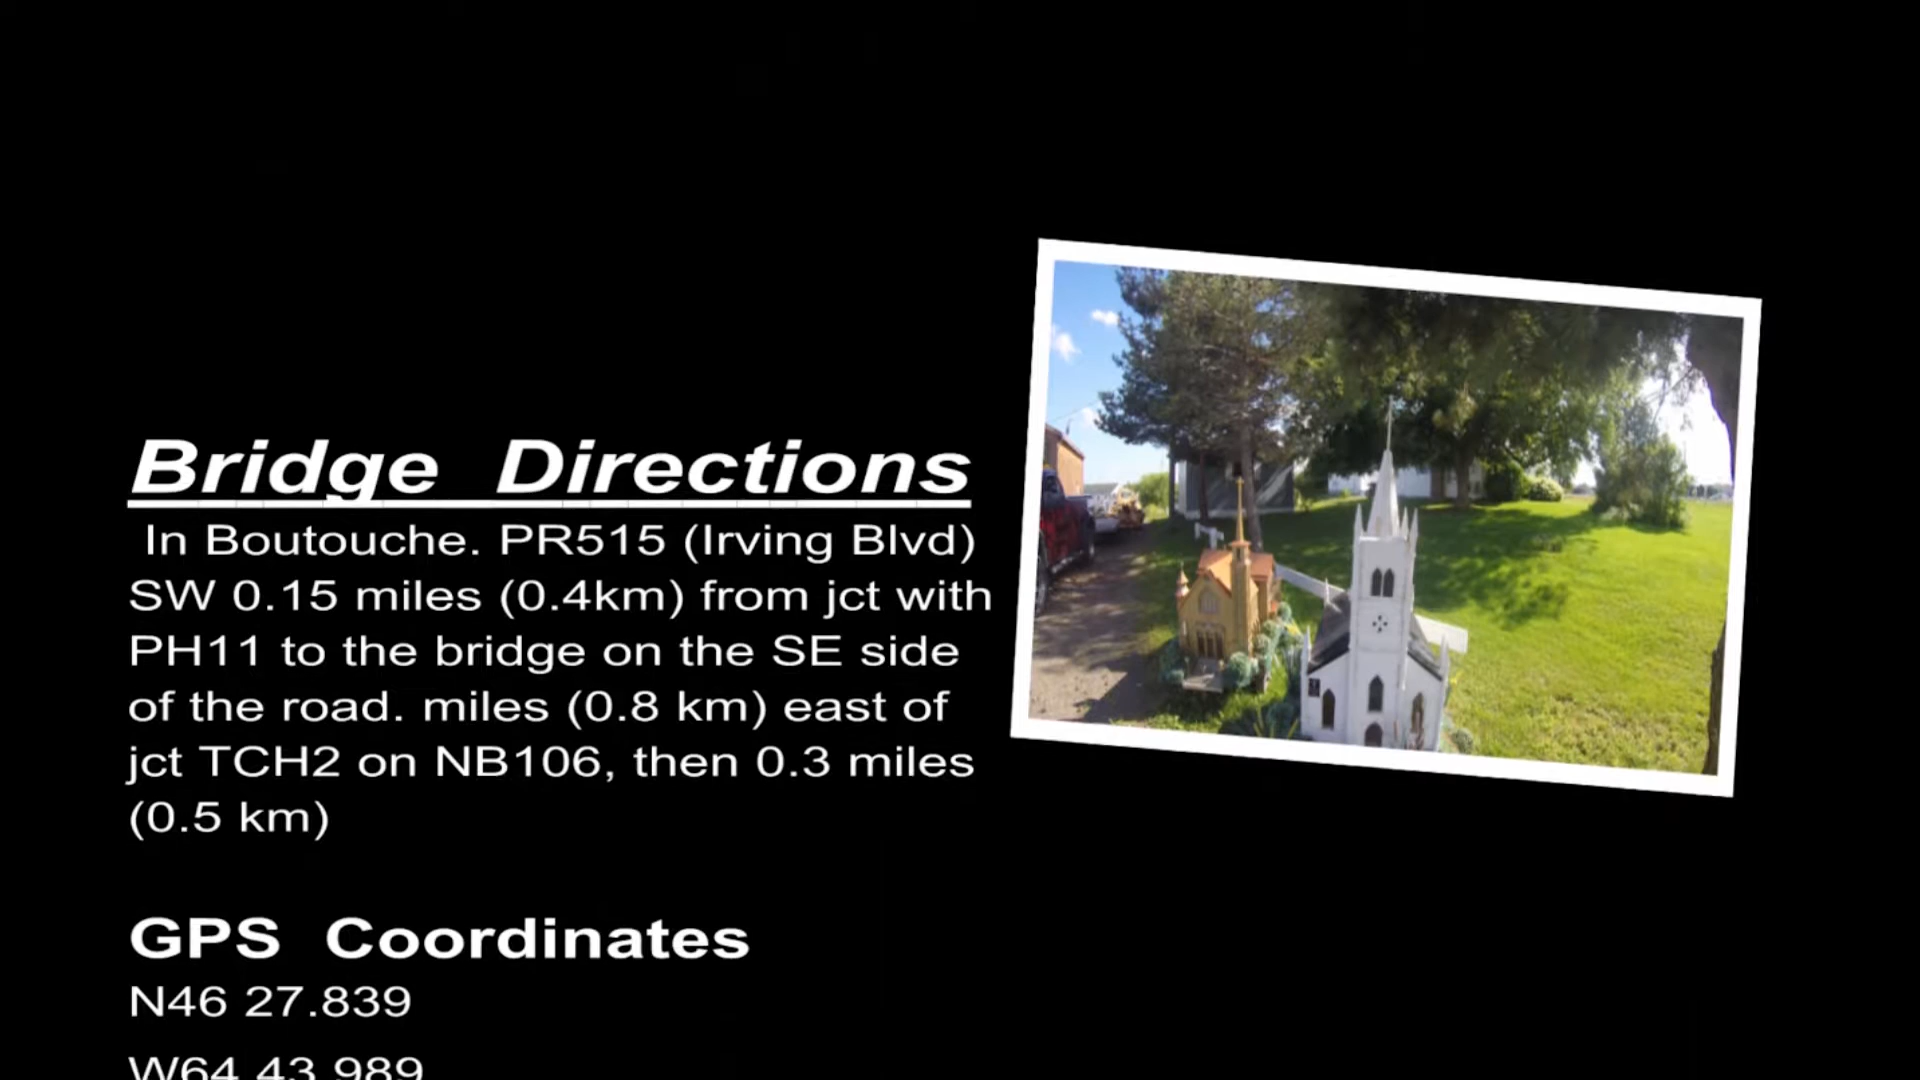 Bridge Directions
In Boutouche. PR515 (Irving Blvd)
SW 0.15 miles (0.4km) from jct with
PH11 to the bridge on the SE side
of the road. miles (0.8 km) east of
jct TCH2 on NB106, then 0.3 miles
(0.5 km)
GPS Coordinates
N46 27.839
W64 43.989